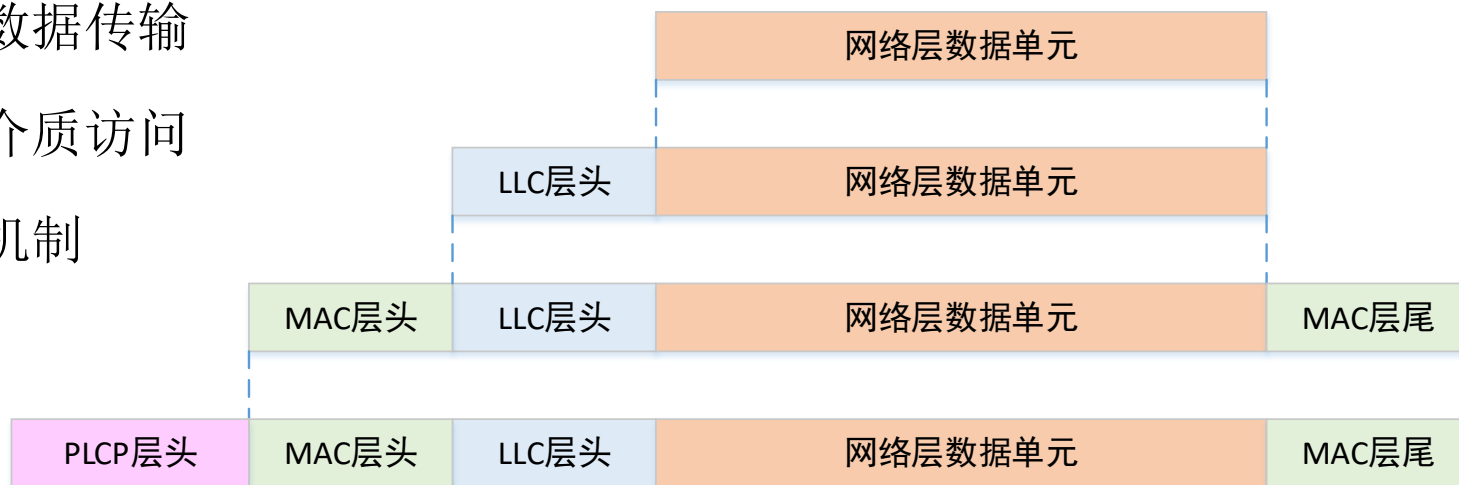 数据传输
网络层数据单元
介质访问
LLC层头 网络层数据单元
机制
MAC层头 LLC层头 网络层数据单元 MAC层尾
PLCP层头 MAC层头 LLC层头 网络层数据单元 MAC层尾